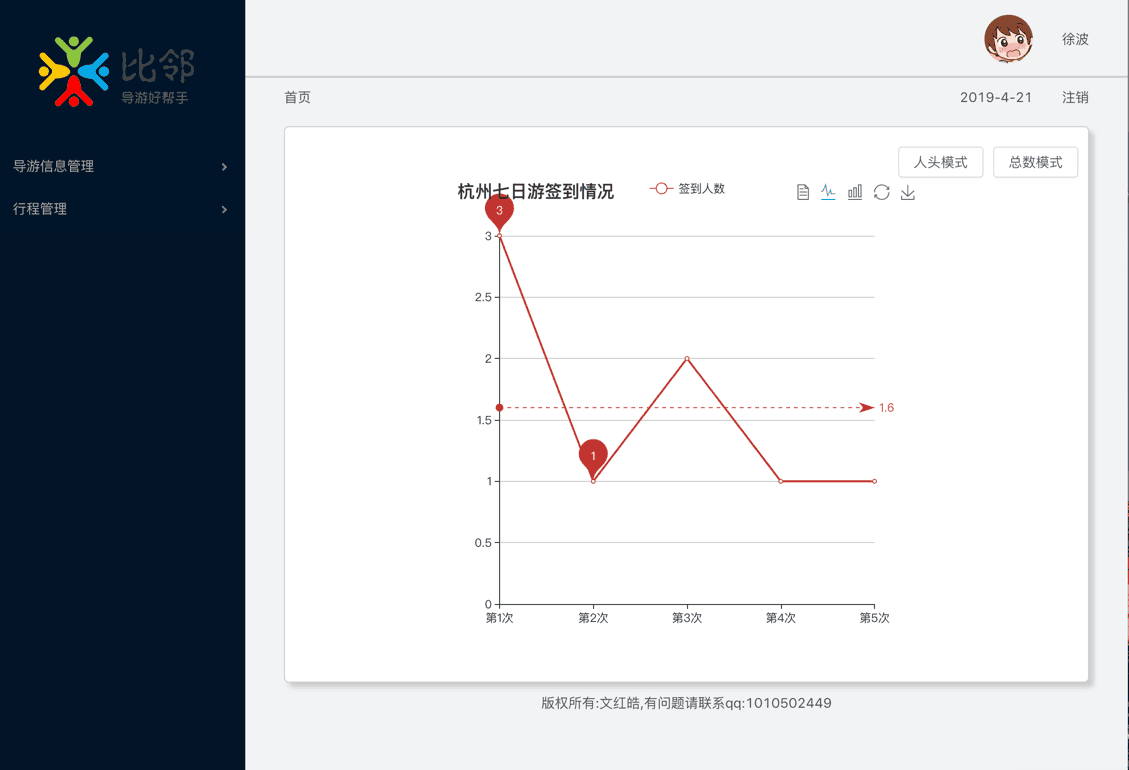 比邻
导游好帮手
导游信息管理
行程管理
徐波
首页
2019-4-21
注销
人头模式
总数模式
杭州七日游签到情况
签到人数
3
3
2.5
2
1.6
1.5
1
1
0.5
0
第1次
第2次
第3次
第4次
第5次
版权所有:文红皓,有问题请联系qq:1010502449